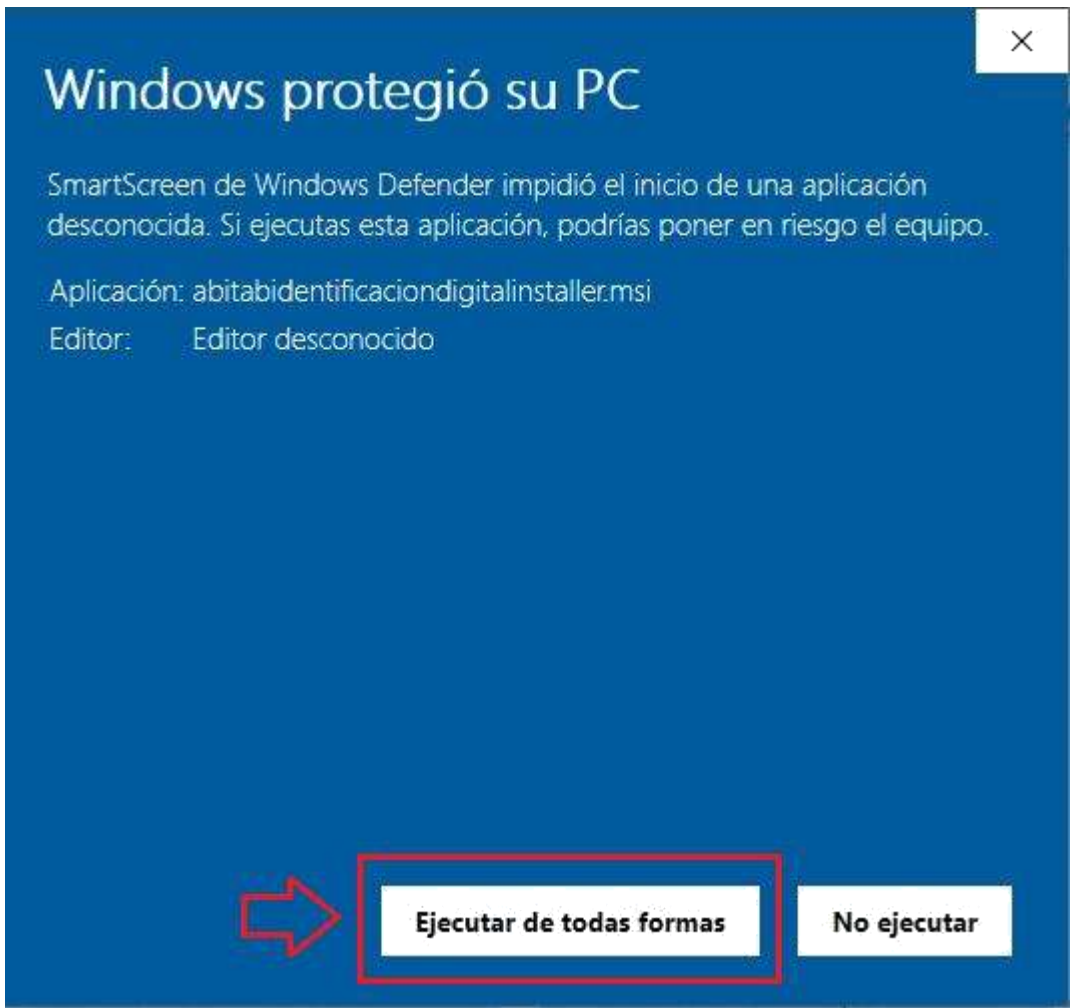 Windows protegió su PC
SmartScreen de Windows Defender impidió el inicio de una aplicación
desconocida. Si ejecutas esta aplicación, podrías poner en riesgo el equipo.
Aplicación: abitabidentificaciondigitalinstaller.msi
Editor: Editor desconocido
Ejecutar de todas formas No ejecutar